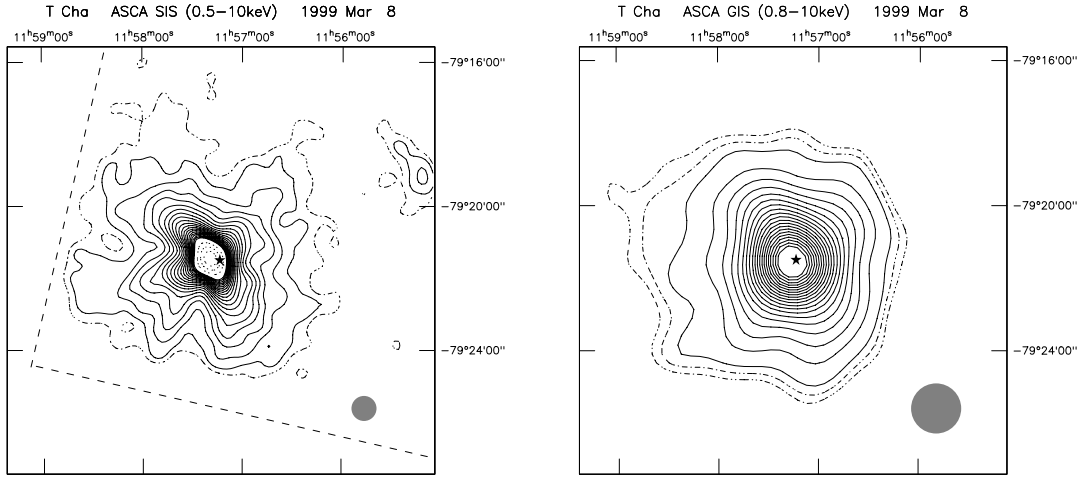 T Cha ASCA SIS (0.5−10keV) 1999 Mar 8
11ʰ59ᵐ00ˢ 11ʰ58ᵐ00ˢ 11ʰ57ᵐ00ˢ 11ʰ56ᵐ00ˢ
−79°16'00"
−79°20'00"
−79°24'00"
T Cha ASCA GIS (0.8−10keV) 1999 Mar 8
11ʰ59ᵐ00ˢ 11ʰ58ᵐ00ˢ 11ʰ57ᵐ00ˢ 11ʰ56ᵐ00ˢ
−79°16'00"
−79°20'00"
−79°24'00"